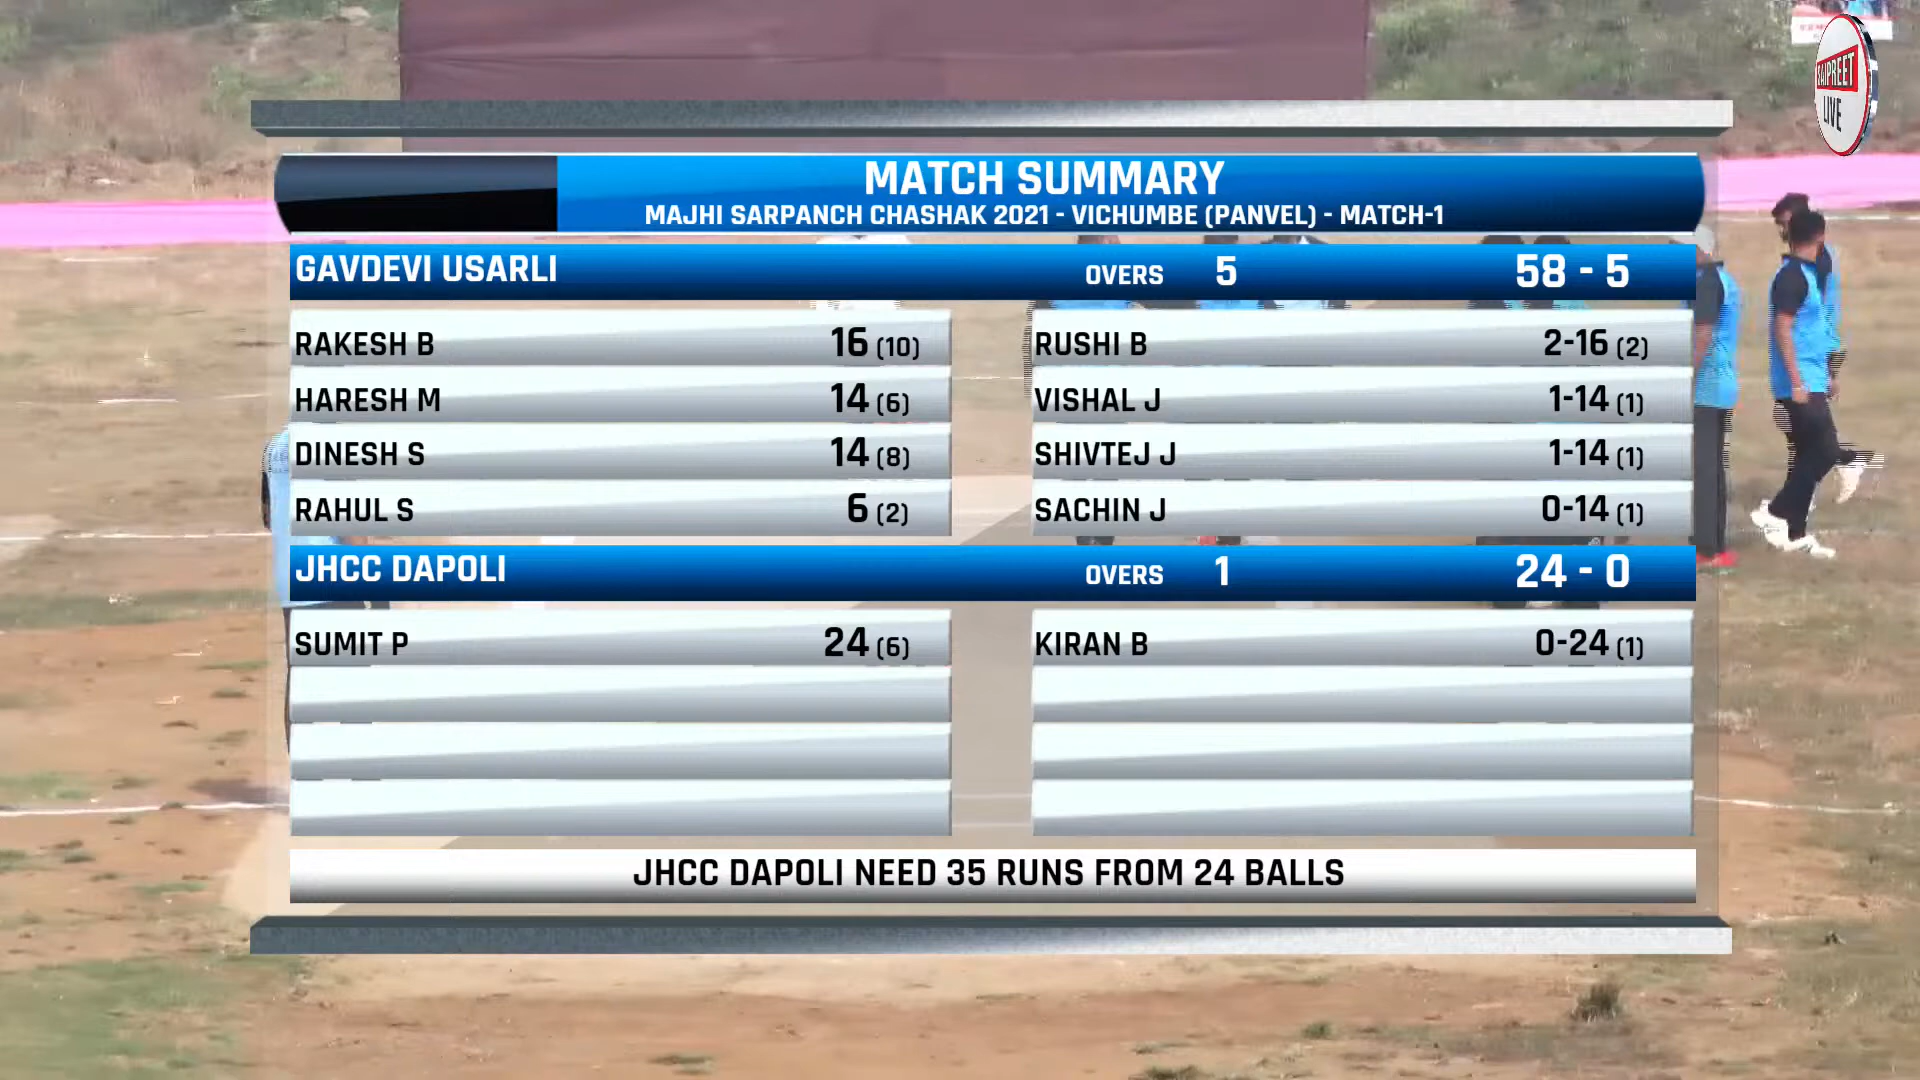 SAIPREET
LIVE
MATCH SUMMARY
MAJHI SARPANCH CHASHAK 2021 - VICHUMBE (PANVEL) - MATCH-1
GAVDEVI USARLI OVERS 5 58 - 5
RAKESH B 16 (10) RUSHI B 2-16 (2)
HARESH M 14 (6) VISHAL J 1-14 (1)
DINESH S 14 (8) SHIVTEJ J 1-14 (1)
RAHUL S 6 (2) SACHIN J 0-14 (1)
JHCC DAPOLI OVERS 1 24 - 0
SUMIT P 24 (6) KIRAN B 0-24 (1)
JHCC DAPOLI NEED 35 RUNS FROM 24 BALLS